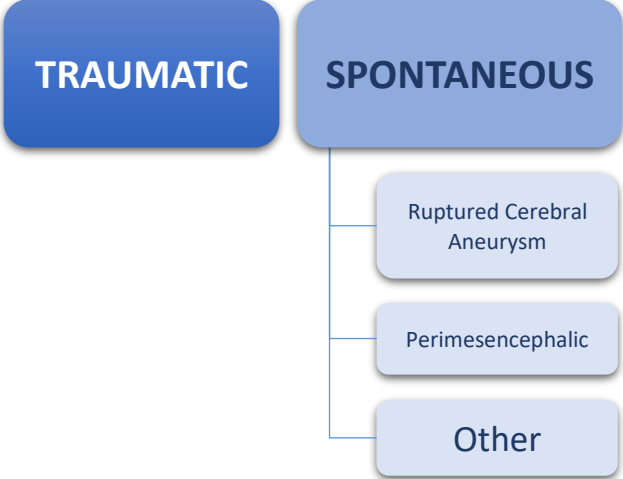 TRAUMATIC
SPONTANEOUS
Ruptured Cerebral
Aneurysm
Perimesencephalic
Other